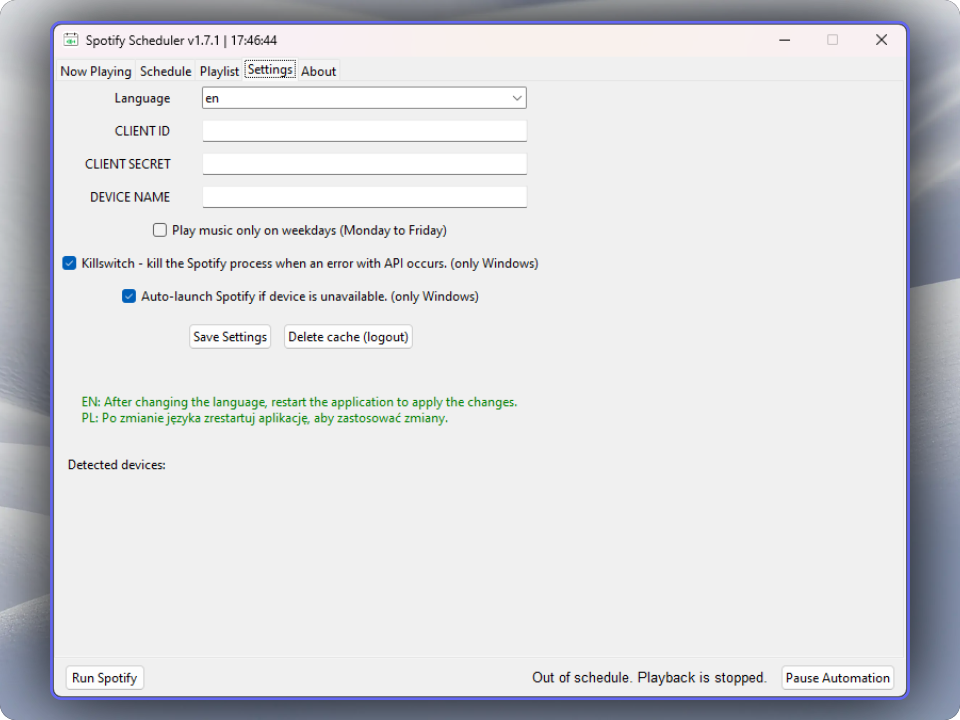 Spotify Scheduler v1.7.1 | 17:46:44
Now Playing Schedule Playlist Settings About
Language en
CLIENT ID
CLIENT SECRET
DEVICE NAME
Play music only on weekdays (Monday to Friday)
Killswitch - kill the Spotify process when an error with API occurs. (only Windows)
Auto-launch Spotify if device is unavailable. (only Windows)
Save Settings Delete cache (logout)
EN: After changing the language, restart the application to apply the changes.
PL: Po zmianie języka zrestartuj aplikację, aby zastosować zmiany.
Detected devices:
Run Spotify Out of schedule. Playback is stopped. Pause Automation